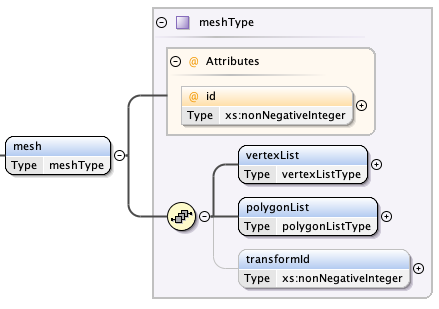 meshType
@ Attributes
@ id
Type xs:nonNegativeInteger
mesh
Type meshType
vertexList
Type vertexListType
polygonList
Type polygonListType
transformId
Type xs:nonNegativeInteger